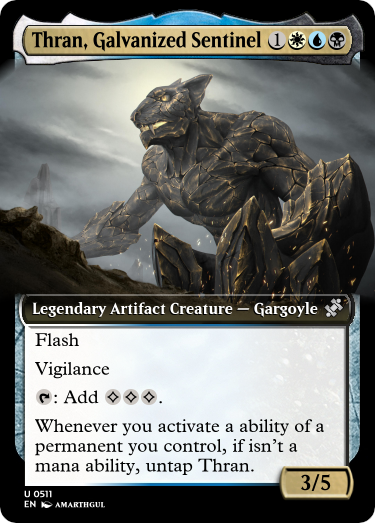 Thran, Galvanized Sentinel 1
Legendary Artifact Creature — Gargoyle
Flash
Vigilance
: Add .
Whenever you activate a ability of a
permanent you control, if isn't a
mana ability, untap Thran.
3/5
U 0511
EN AMARTHGUL